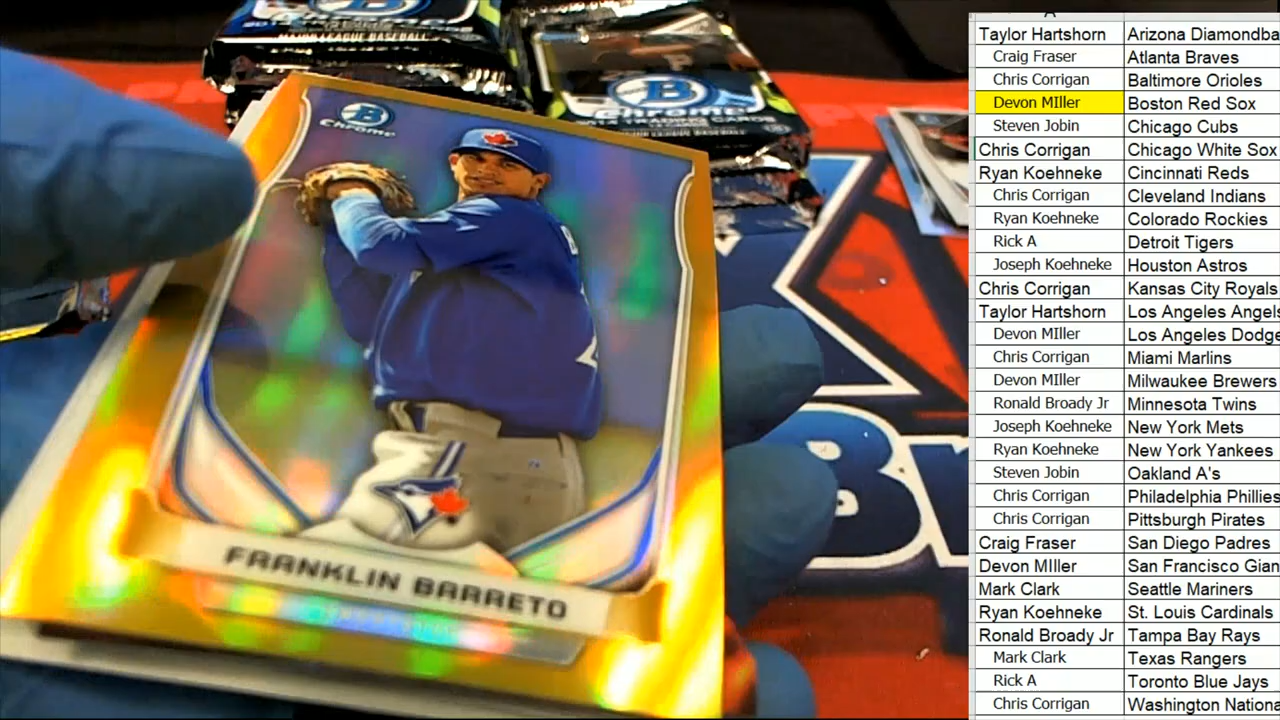 MAJOR LEAGUE BASEBALL
B
Chrome
2014 TRADING CARDS
B
Chrome
FRANKLIN BARRETO
Br
A
Taylor Hartshorn Arizona Diamondba
Craig Fraser Atlanta Braves
Chris Corrigan Baltimore Orioles
Devon MIller Boston Red Sox
Steven Jobin Chicago Cubs
Chris Corrigan Chicago White Sox
Ryan Koehneke Cincinnati Reds
Chris Corrigan Cleveland Indians
Ryan Koehneke Colorado Rockies
Rick A Detroit Tigers
Joseph Koehneke Houston Astros
Chris Corrigan Kansas City Royals
Taylor Hartshorn Los Angeles Angels
Devon MIller Los Angeles Dodge
Chris Corrigan Miami Marlins
Devon MIller Milwaukee Brewers
Ronald Broady Jr Minnesota Twins
Joseph Koehneke New York Mets
Ryan Koehneke New York Yankees
Steven Jobin Oakland A's
Chris Corrigan Philadelphia Phillies
Chris Corrigan Pittsburgh Pirates
Craig Fraser San Diego Padres
Devon MIller San Francisco Gian
Mark Clark Seattle Mariners
Ryan Koehneke St. Louis Cardinals
Ronald Broady Jr Tampa Bay Rays
Mark Clark Texas Rangers
Rick A Toronto Blue Jays
Chris Corrigan Washington Nationa